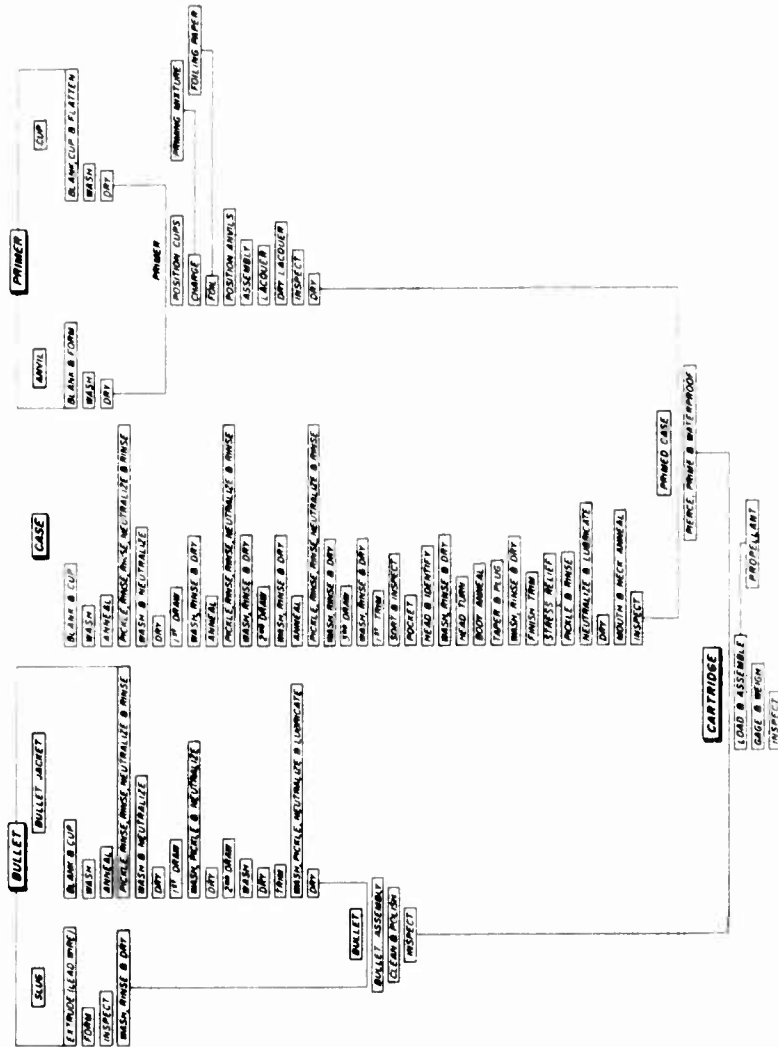 BULLET
SLUG
EXTRUDE (LEAD WIRE)
FORM
INSPECT
WASH, RINSE & DRY
BULLET JACKET
BLANK & CUP
WASH
ANNEAL
PICKLE, RINSE, RINSE, NEUTRALIZE & RINSE
WASH & NEUTRALIZE
DRY
1ST DRAW
WASH, PICKLE & NEUTRALIZE
DRY
2ND DRAW
WASH
DRY
TRIM
WASH, PICKLE, NEUTRALIZE & LUBRICATE
DRY
BULLET
BULLET ASSEMBLY
CLEAN & POLISH
INSPECT
CASE
BLANK & CUP
WASH
ANNEAL
PICKLE, RINSE, RINSE, NEUTRALIZE & RINSE
WASH & NEUTRALIZE
DRY
1ST DRAW
WASH, RINSE & DRY
ANNEAL
PICKLE, RINSE, RINSE, NEUTRALIZE & RINSE
WASH, RINSE & DRY
2ND DRAW
WASH, RINSE & DRY
ANNEAL
PICKLE, RINSE, RINSE, NEUTRALIZE & RINSE
WASH, RINSE & DRY
3RD DRAW
WASH, RINSE & DRY
1ST TRIM
SORT & INSPECT
POCKET
HEAD & IDENTIFY
WASH, RINSE & DRY
HEAD TURN
BODY ANNEAL
TAPER & PLUG
WASH, RINSE & DRY
FINISH TRIM
STRESS RELIEF
PICKLE & RINSE
NEUTRALIZE & LUBRICATE
DRY
MOUTH & NECK ANNEAL
INSPECT
PRIMER
ANVIL
BLANK & FORM
WASH
DRY
CUP
BLANK, CUP & FLATTEN
WASH
DRY
PRIMER
POSITION CUPS
CHARGE
FOIL
POSITION ANVILS
ASSEMBLY
LACQUER
DRY LACQUER
INSPECT
DRY
PRIMING MIXTURE
FOILING PAPER
PRIMED CASE
PIERCE, PRIME & WATERPROOF
CARTRIDGE
LOAD & ASSEMBLE
GAGE & WEIGH
INSPECT
PROPELLANT